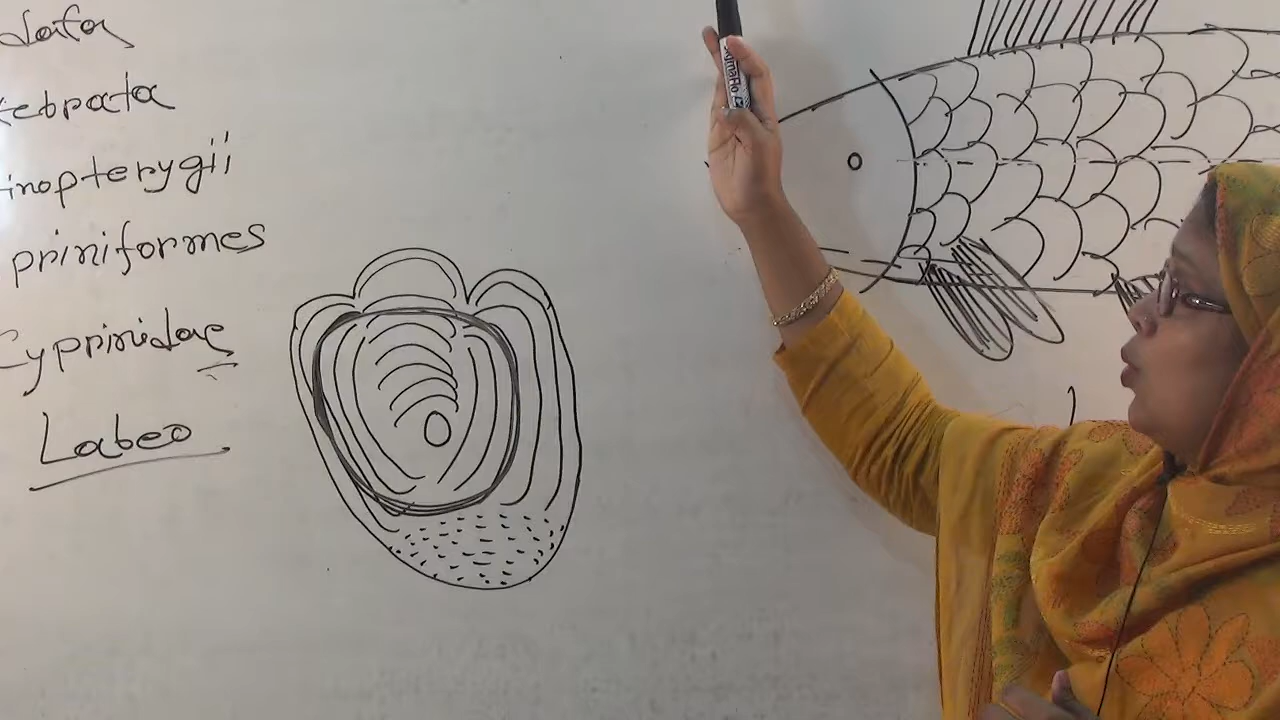 data
tebrata
inopterygii
priniformes
Cyprinidae
Labeo